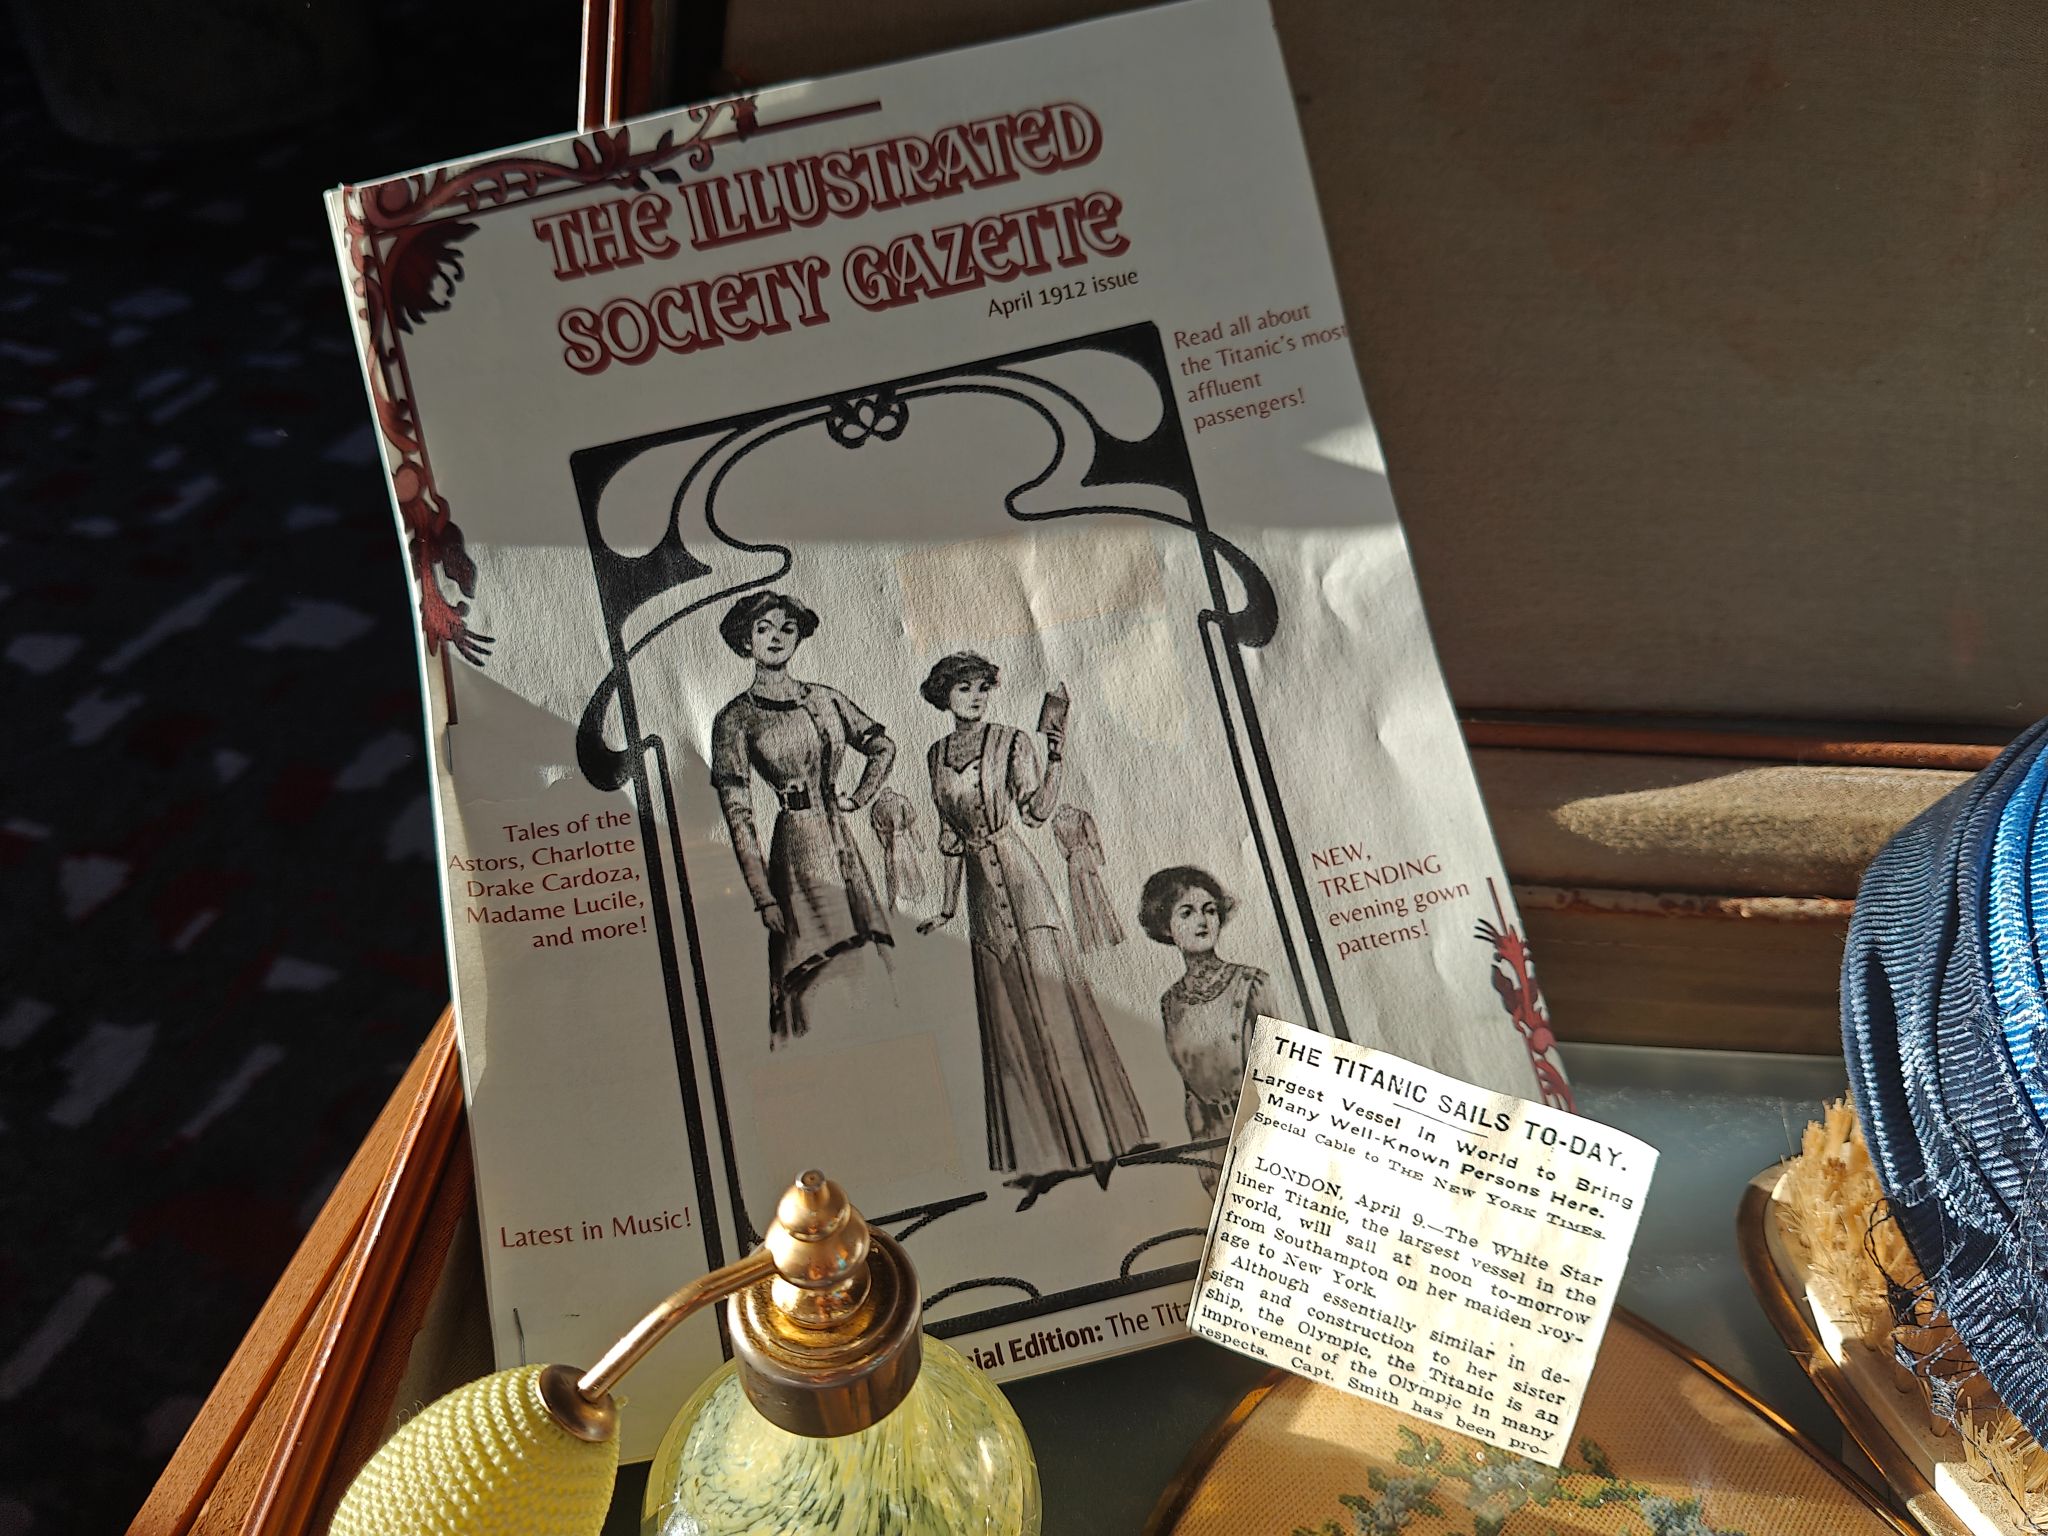 THE ILLUSTRATED
SOCIETY GAZETTE
April 1912 issue
Read all about
the Titanic's most
affluent
passengers!
Tales of the
Astors, Charlotte
Drake Cardoza,
Madame Lucile,
and more!
NEW,
TRENDING
evening gown
patterns!
Latest in Music!
Edition: The
THE TITANIC SAILS TO-DAY.
Largest Vessel in World to Bring
Many Well-Known Persons Here.
Special Cable to THE NEW YORK TIMES.
LONDON, April 9.—The White Star
liner Titanic, the largest vessel in the
world, will sail at noon to-morrow
from Southampton on her maiden voy-
age to New York.
Although essentially similar in de-
sign and construction to her sister
ship, the Olympic, the Titanic is an
improvement of the Olympic in many
respects. Capt. Smith has been pro-